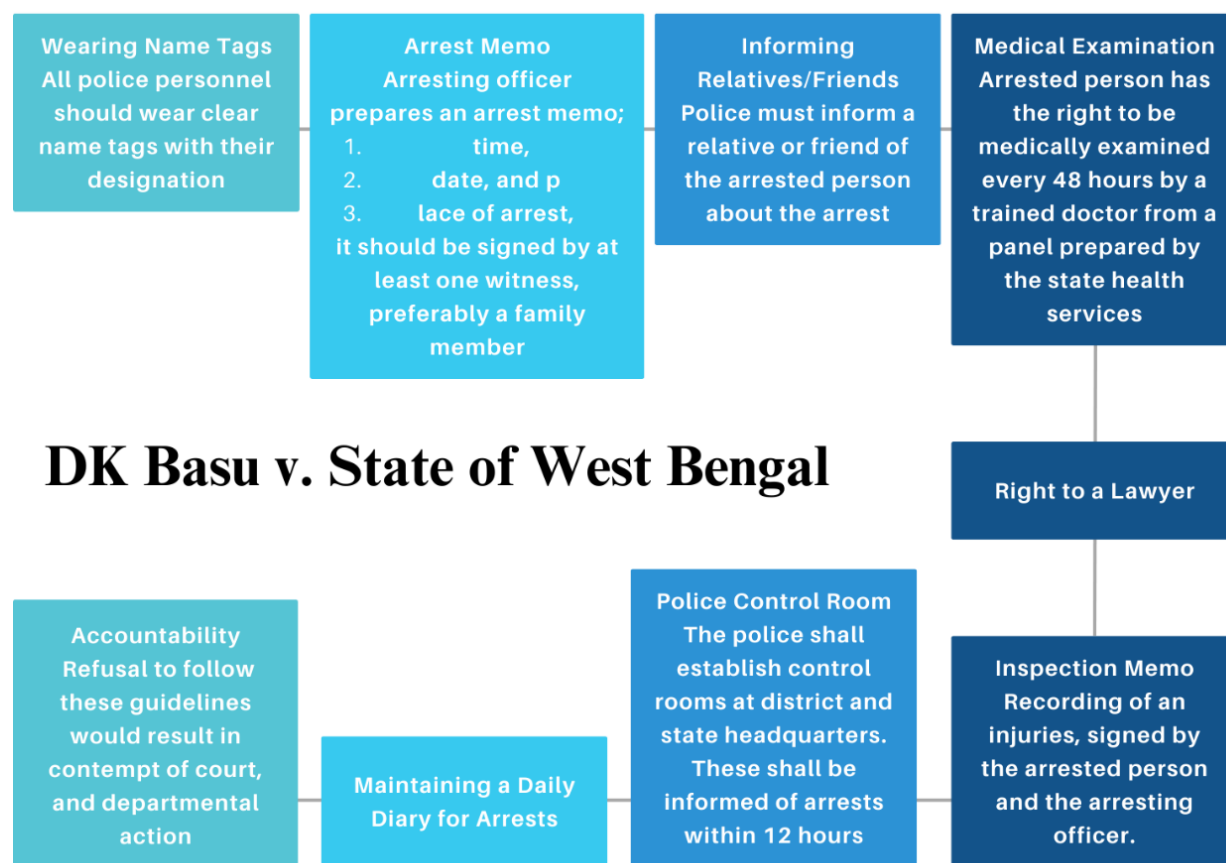 Wearing Name Tags
All police personnel
should wear clear
name tags with their
designation
Arrest Memo
Arresting officer
prepares an arrest memo;
1. time,
2. date, and p
3. lace of arrest,
it should be signed by at
least one witness,
preferably a family
member
Informing
Relatives/Friends
Police must inform a
relative or friend of
the arrested person
about the arrest
Medical Examination
Arrested person has
the right to be
medically examined
every 48 hours by a
trained doctor from a
panel prepared by
the state health
services
DK Basu v. State of West Bengal
Right to a Lawyer
Inspection Memo
Recording of an
injuries, signed by
the arrested person
and the arresting
officer.
Police Control Room
The police shall
establish control
rooms at district and
state headquarters.
These shall be
informed of arrests
within 12 hours
Maintaining a Daily
Diary for Arrests
Accountability
Refusal to follow
these guidelines
would result in
contempt of court,
and departmental
action